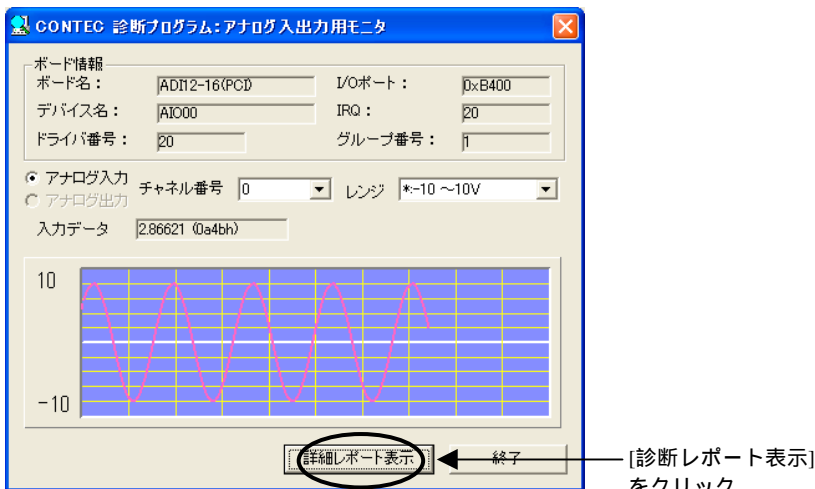 CONTEC 診断プログラム：アナログ入出力用モニタ
ボード情報
ボード名： ADI12-16(PCI) I/Oポート： 0xB400
デバイス名： AIO00 IRQ： 20
ドライバ番号： 20 グループ番号： 1
アナログ入力 チャネル番号 0 レンジ *:-10 ～10V
アナログ出力
入力データ 2.86621 (0a4bh)
10
-10
詳細レポート表示 終了
[診断レポート表示]
をクリック